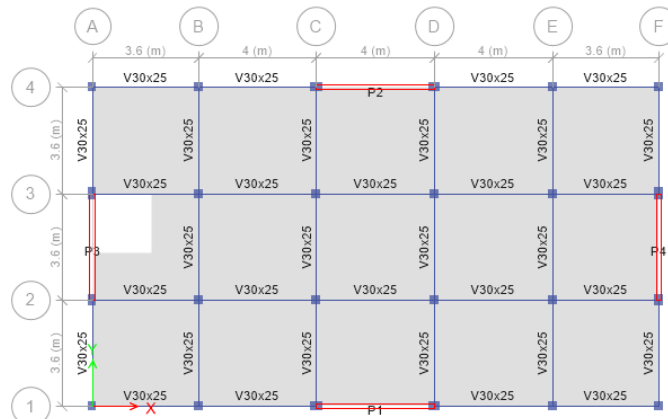 A B C D E F
3.6 (m) 4 (m) 4 (m) 4 (m) 3.6 (m)
4 V30x25 V30x25 P2 V30x25 V30x25
3.6 (m) V30x25 V30x25 V30x25 V30x25 V30x25 V30x25
3 V30x25 V30x25 V30x25 V30x25 V30x25
3.6 (m) P3 V30x25 V30x25 V30x25 V30x25 P4
2 V30x25 V30x25 V30x25 V30x25 V30x25
3.6 (m) V30x25 V30x25 V30x25 V30x25 V30x25 V30x25
Y
1 V30x25 V30x25 P1 V30x25 V30x25
X